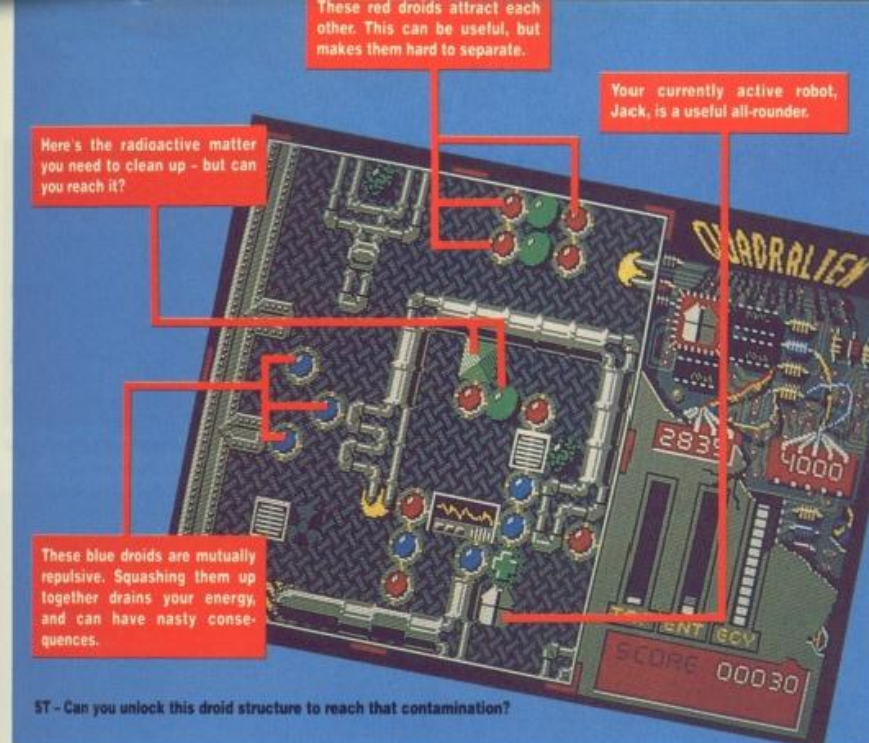 These red droids attract each
other. This can be useful, but
makes them hard to separate.
Your currently active robot,
Jack, is a useful all-rounder.
Here's the radioactive matter
you need to clean up – but can
you reach it?
QUADRALIEN
2839
4000
These blue droids are mutually
repulsive. Squashing them up
together drains your energy,
and can have nasty conse-
quences.
ENT ECY
SCORE 00030
ST – Can you unlock this droid structure to reach that contamination?